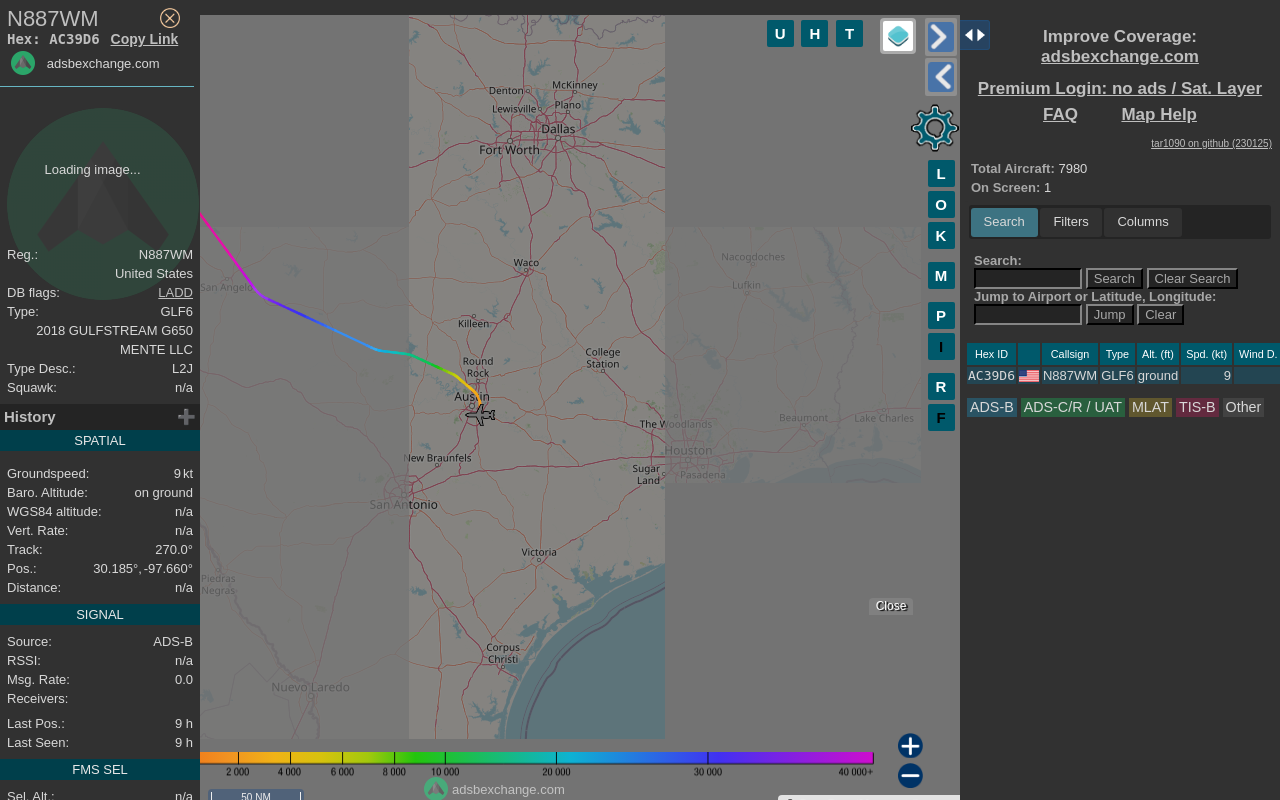 N887WM
Hex: AC39D6 Copy Link
adsbexchange.com
Loading image...
Reg.: N887WM
United States
DB flags: LADD
Type: GLF6
2018 GULFSTREAM G650
MENTE LLC
Type Desc.: L2J
Squawk: n/a
History
SPATIAL
Groundspeed: 9 kt
Baro. Altitude: on ground
WGS84 altitude: n/a
Vert. Rate: n/a
Track: 270.0°
Pos.: 30.185°, -97.660°
Distance: n/a
SIGNAL
Source: ADS-B
RSSI: n/a
Msg. Rate: 0.0
Receivers:
Last Pos.: 9 h
Last Seen: 9 h
FMS SEL
Sel. Alt.: n/a
U H T
L
O
K
M
P
I
R
F
Denton
McKinney
Lewisville
Plano
Dallas
Fort Worth
Waco
Nacogdoches
Lufkin
San Angelo
Killeen
Round
Rock
College
Station
Austin
The Woodlands
Beaumont
Lake Charles
Houston
New Braunfels
Sugar
Land
Pasadena
San Antonio
Victoria
Piedras
Negras
Corpus
Christi
Nuevo Laredo
Close
2 000 4 000 6 000 8 000 10 000 20 000 30 000 40 000+
adsbexchange.com
50 NM
Improve Coverage:
adsbexchange.com
Premium Login: no ads / Sat. Layer
FAQ Map Help
tar1090 on github (230125)
Total Aircraft: 7980
On Screen: 1
Search Filters Columns
Search:
Search Clear Search
Jump to Airport or Latitude, Longitude:
Jump Clear
Hex ID Callsign Type Alt. (ft) Spd. (kt) Wind D.
AC39D6 N887WM GLF6 ground 9
ADS-B ADS-C/R / UAT MLAT TIS-B Other